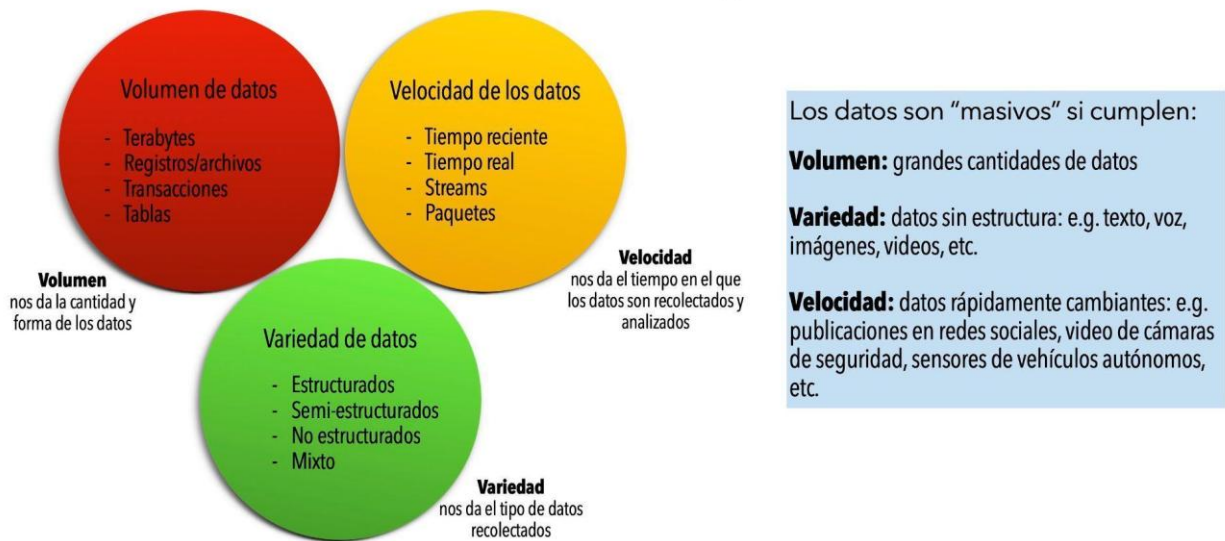 Volumen de datos
- Terabytes
- Registros/archivos
- Transacciones
- Tablas
Velocidad de los datos
- Tiempo reciente
- Tiempo real
- Streams
- Paquetes
Volumen
nos da la cantidad y
forma de los datos
Velocidad
nos da el tiempo en el que
los datos son recolectados y
analizados
Variedad de datos
- Estructurados
- Semi-estructurados
- No estructurados
- Mixto
Variedad
nos da el tipo de datos
recolectados
Los datos son “masivos” si cumplen:
Volumen: grandes cantidades de datos
Variedad: datos sin estructura: e.g. texto, voz,
imágenes, videos, etc.
Velocidad: datos rápidamente cambiantes: e.g.
publicaciones en redes sociales, video de cámaras
de seguridad, sensores de vehículos autónomos,
etc.